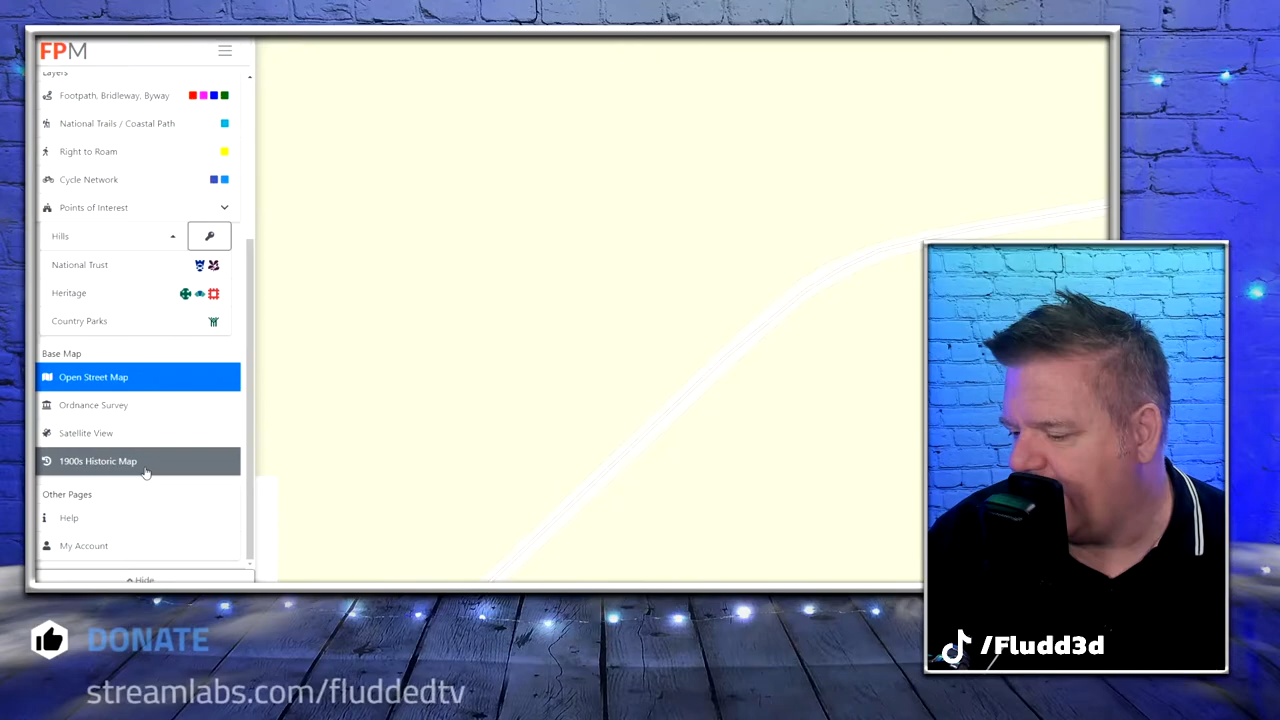 FPM
Layers
Footpath, Bridleway, Byway
National Trails / Coastal Path
Right to Roam
Cycle Network
Points of Interest
Hills
National Trust
Heritage
Country Parks
Base Map
Open Street Map
Ordnance Survey
Satellite View
1900s Historic Map
Other Pages
Help
My Account
Hide
/Fludd3d
DONATE
streamlabs.com/fluddedtv